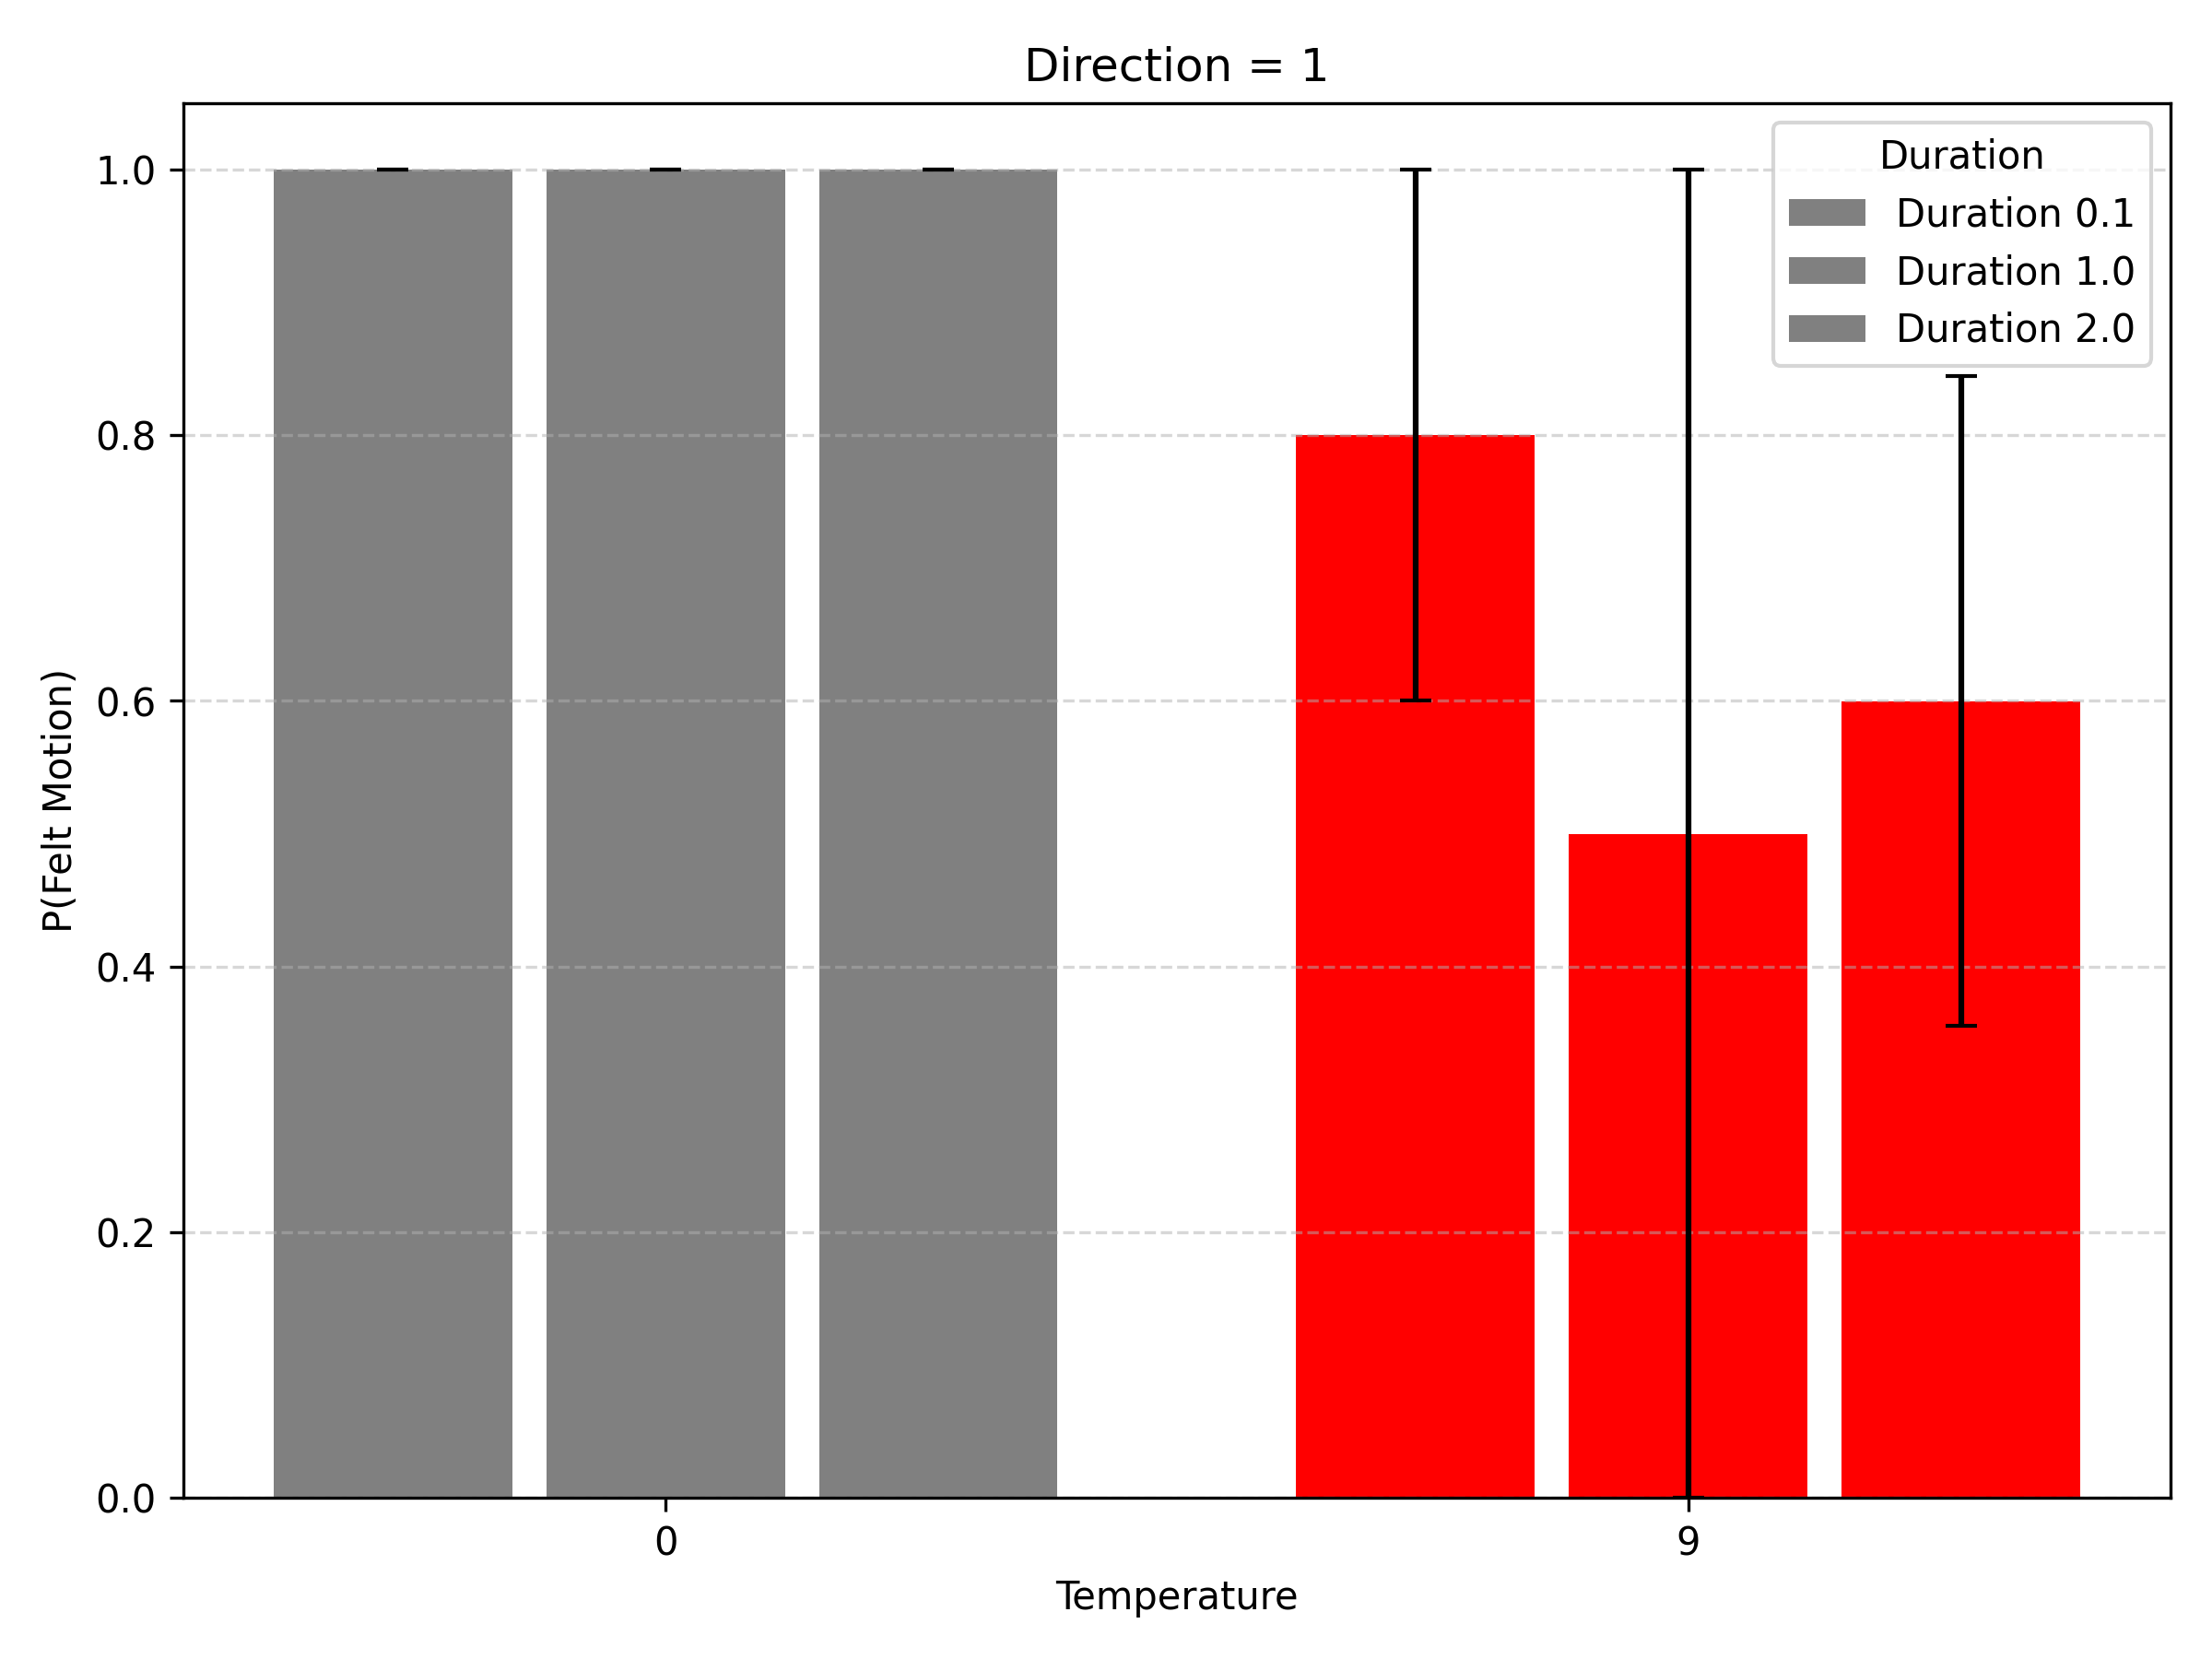 Direction = 1
1.0
0.8
0.6
0.4
0.2
0.0
P(Felt Motion)
Duration
Duration 0.1
Duration 1.0
Duration 2.0
0
9
Temperature